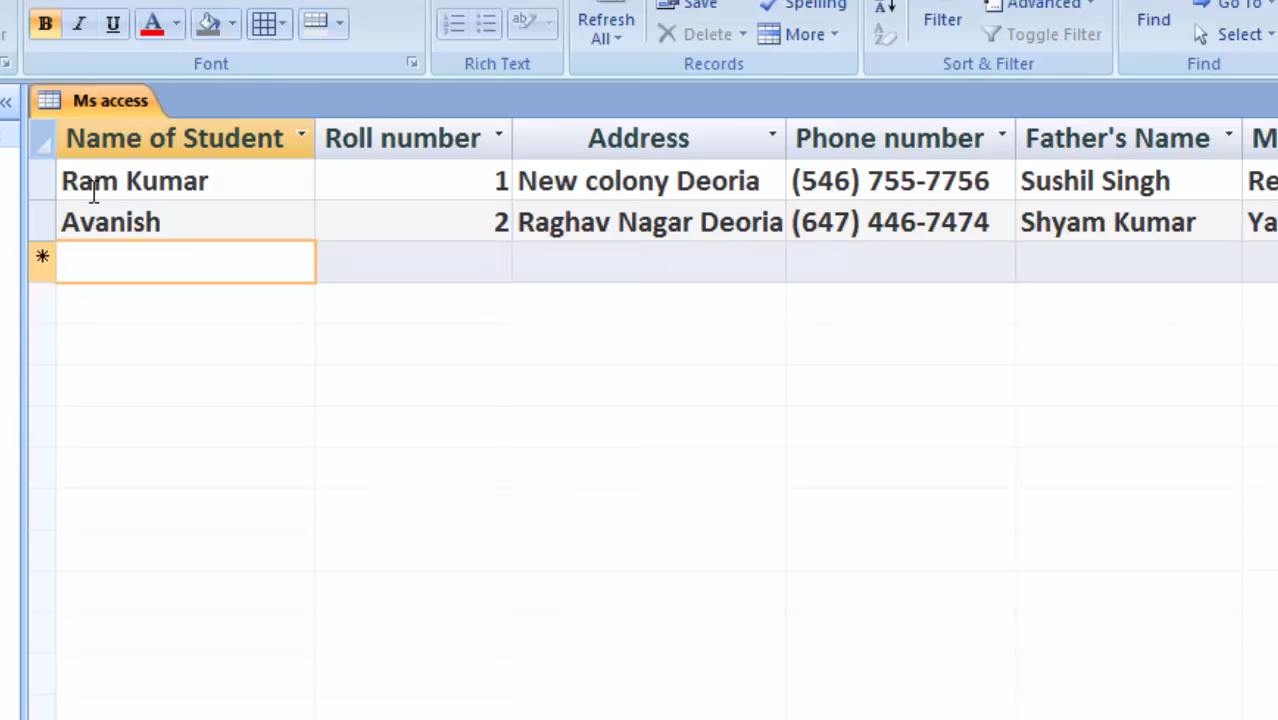 Save Spelling Advanced Go To
B I U A Refresh All Delete More Filter Toggle Filter Find Select
Font Rich Text Records Sort & Filter Find
Ms access
Name of Student Roll number Address Phone number Father's Name M
Ram Kumar 1 New colony Deoria (546) 755-7756 Sushil Singh Re
Avanish 2 Raghav Nagar Deoria (647) 446-7474 Shyam Kumar Ya
*